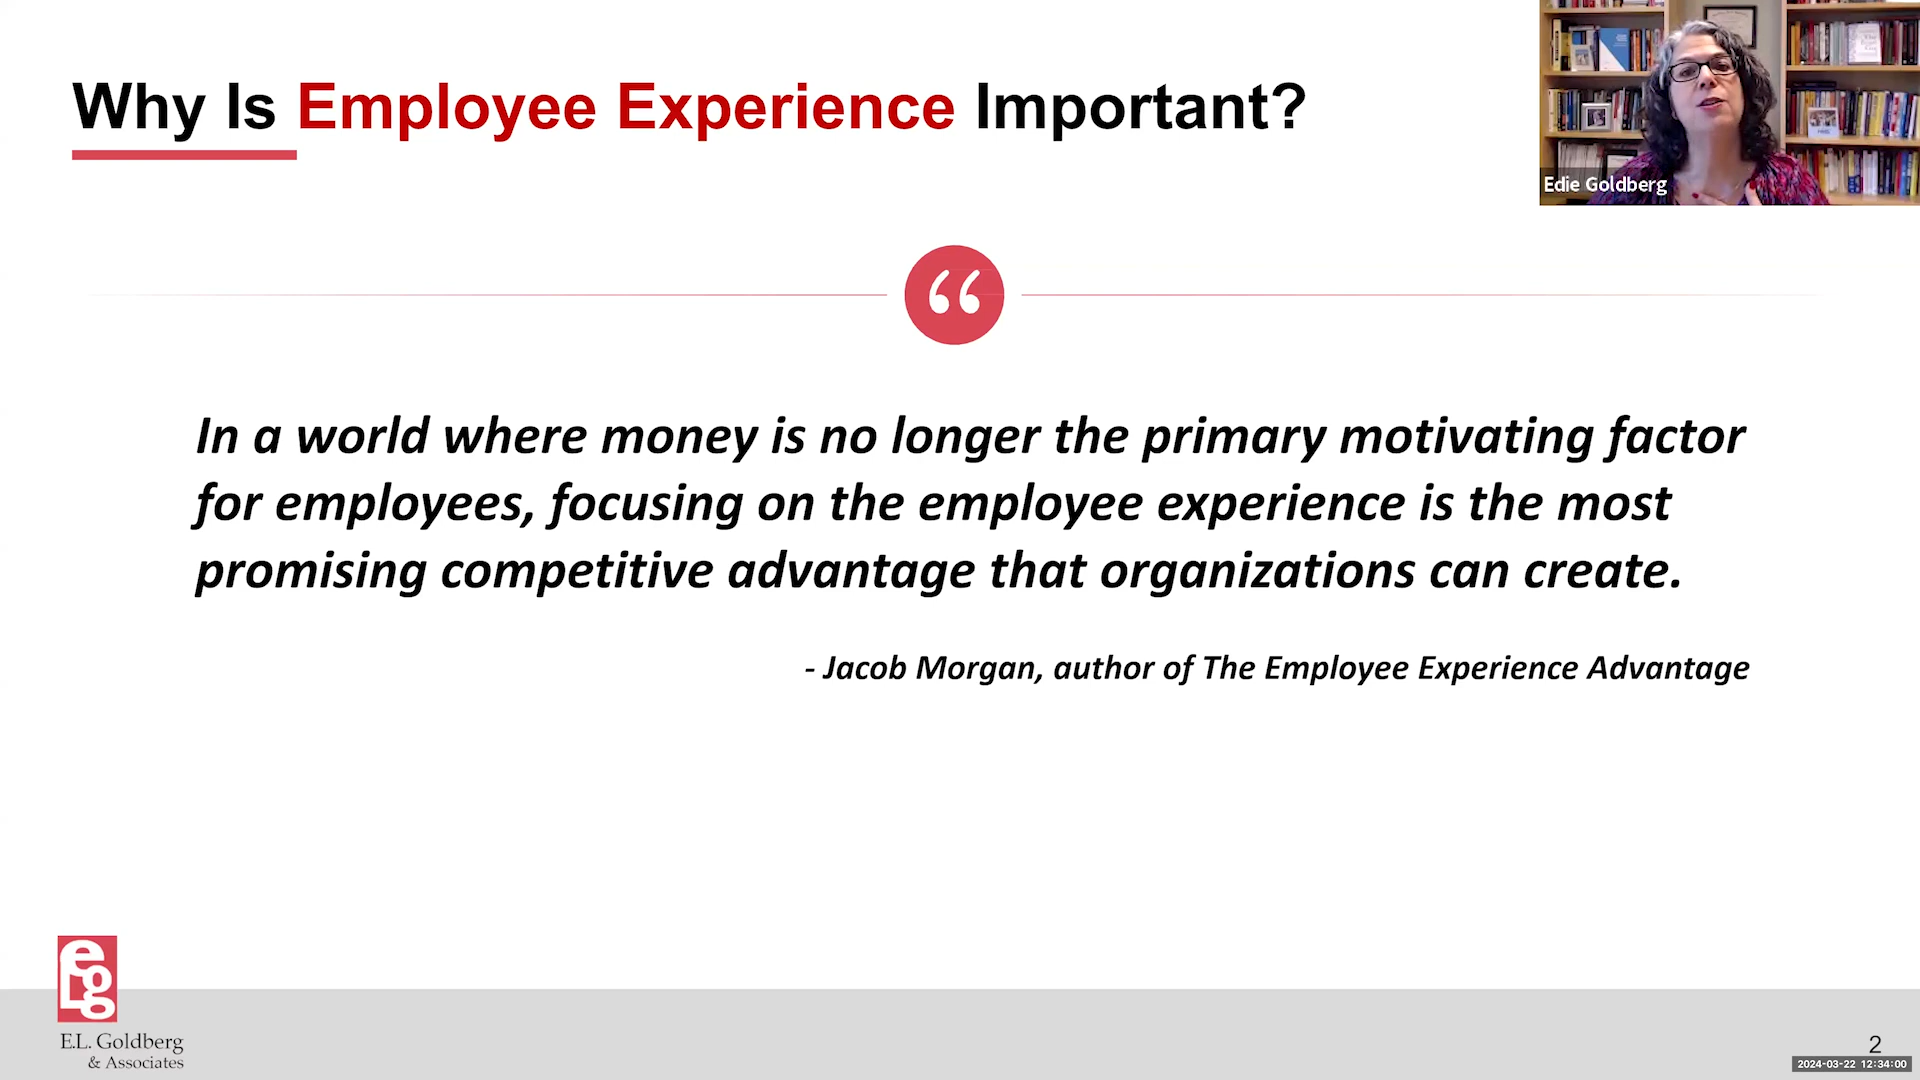 Why Is Employee Experience Important?
Edie Goldberg
“
In a world where money is no longer the primary motivating factor
for employees, focusing on the employee experience is the most
promising competitive advantage that organizations can create.
- Jacob Morgan, author of The Employee Experience Advantage
eLgg
E.L. Goldberg
& Associates
2
2024-03-22 12:34:00